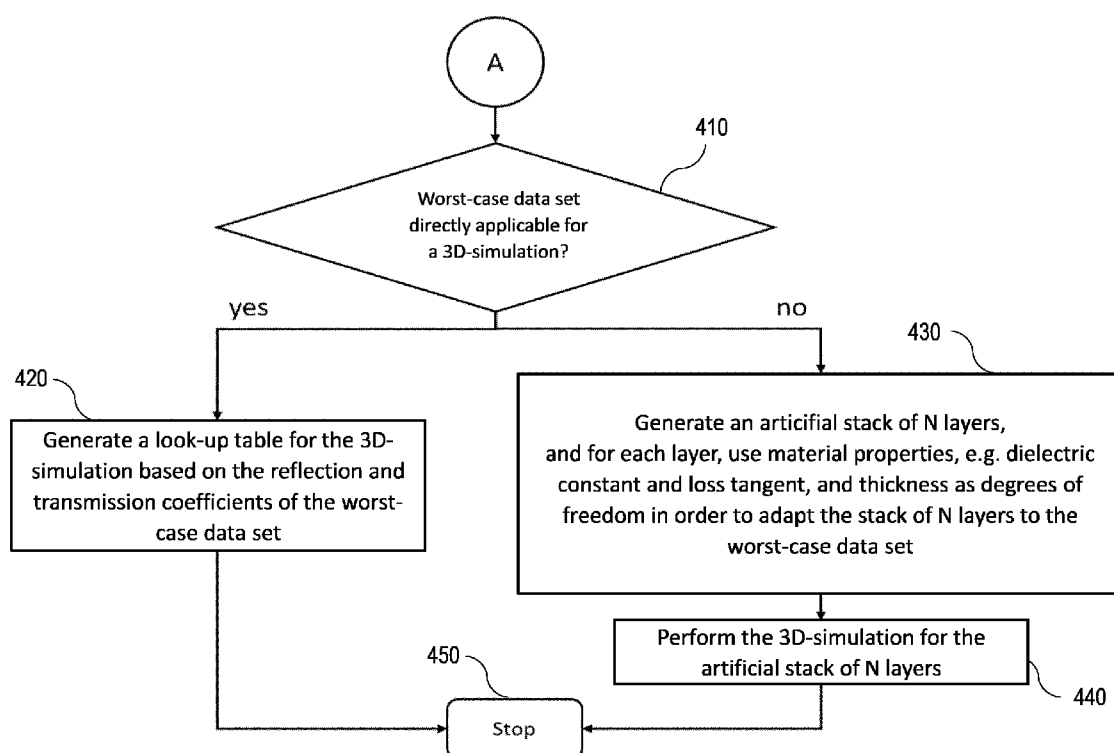 A
410
Worst-case data set
directly applicable for
a 3D-simulation?
yes
no
420
430
Generate a look-up table for the 3D-
simulation based on the reflection and
transmission coefficients of the worst-
case data set
Generate an articifial stack of N layers,
and for each layer, use material properties, e.g. dielectric
constant and loss tangent, and thickness as degrees of
freedom in order to adapt the stack of N layers to the
worst-case data set
Perform the 3D-simulation for the
artificial stack of N layers
440
450
Stop